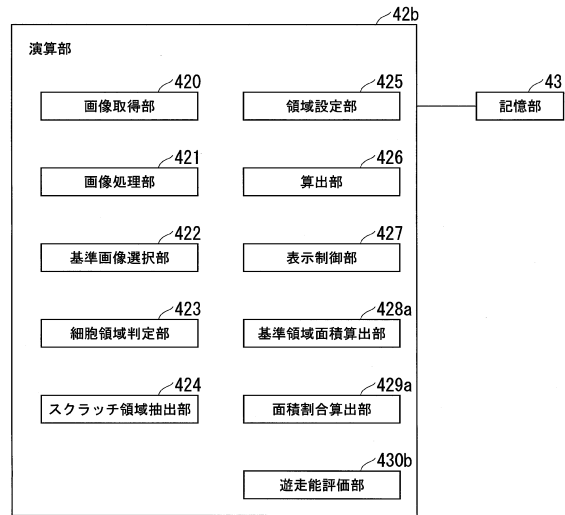 42b
演算部
420
画像取得部
421
画像処理部
422
基準画像選択部
423
細胞領域判定部
424
スクラッチ領域抽出部
425
領域設定部
426
算出部
427
表示制御部
428a
基準領域面積算出部
429a
面積割合算出部
430b
遊走能評価部
43
記憶部